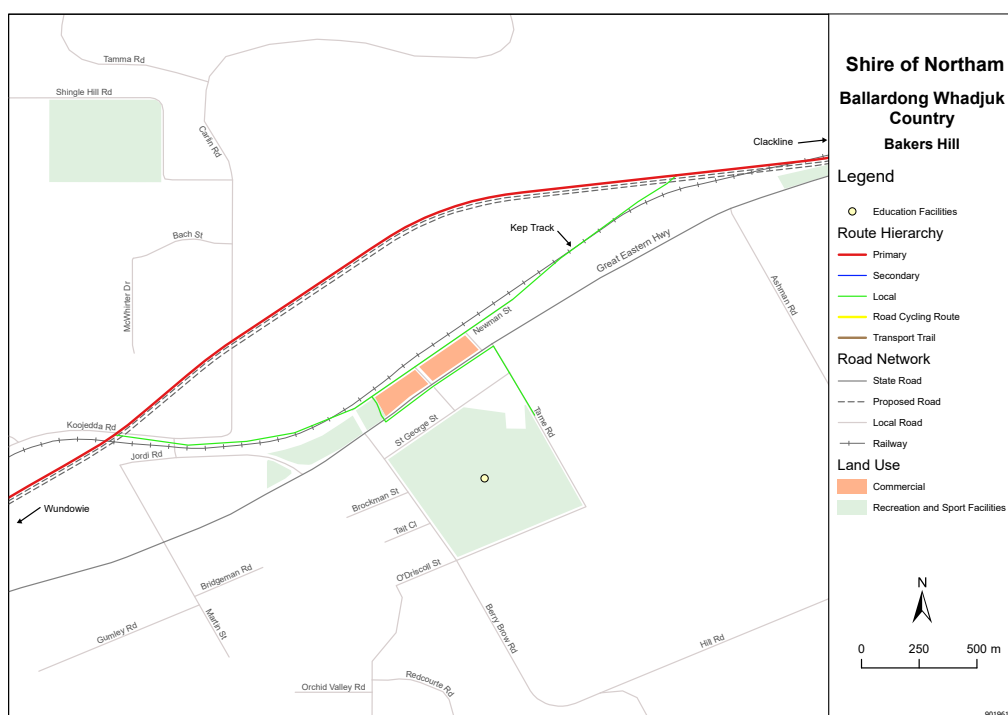 Tamma Rd
Shingle Hill Rd
Carlin Rd
Clackline
Kep Track
Bach St
Great Eastern Hwy
McWhirter Dr
Ashman Rd
Newman St
Koojedda Rd
St George St
Tame Rd
Jordi Rd
Wundowie
Brockman St
Tait Cl
O'Driscoll St
Bridgeman Rd
Berry Brow Rd
Gumley Rd
Martin St
Hill Rd
Orchid Valley Rd
Redcourte Rd
Shire of Northam
Ballardong Whadjuk
Country
Bakers Hill
Legend
Education Facilities
Route Hierarchy
Primary
Secondary
Local
Road Cycling Route
Transport Trail
Road Network
State Road
Proposed Road
Local Road
Railway
Land Use
Commercial
Recreation and Sport Facilities
N
0 250 500 m